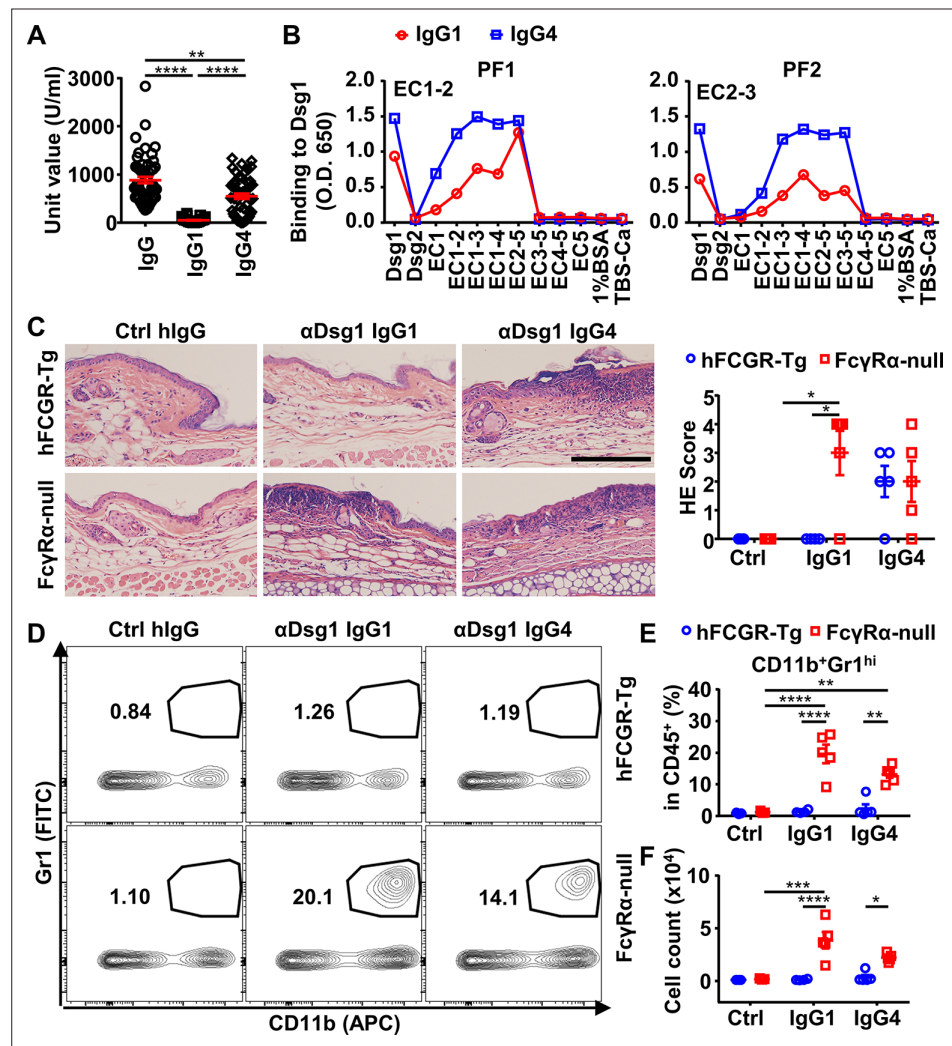 A
** 
**** ****
Unit value (U/ml)
3000
2000
1000
0
IgG
IgG1
IgG4
B
IgG1 IgG4
PF1
EC1-2
Binding to Dsg1
(O.D. 650)
2.0
1.5
1.0
0.5
0.0
Dsg1
Dsg2
EC1
EC1-2
EC1-3
EC1-4
EC2-5
EC3-5
EC4-5
EC5
1%BSA
TBS-Ca
PF2
EC2-3
2.0
1.5
1.0
0.5
0.0
Dsg1
Dsg2
EC1
EC1-2
EC1-3
EC1-4
EC2-5
EC3-5
EC4-5
EC5
1%BSA
TBS-Ca
C
Ctrl hIgG αDsg1 IgG1 αDsg1 IgG4
hFCGR-Tg
FcγRα-null
hFCGR-Tg FcγRα-null
*
*
HE Score
5
4
3
2
1
0
Ctrl IgG1 IgG4
D
Ctrl hIgG αDsg1 IgG1 αDsg1 IgG4
0.84 1.26 1.19
hFCGR-Tg
1.10 20.1 14.1
FcγRα-null
Gr1 (FITC)
CD11b (APC)
E
hFCGR-Tg FcγRα-null
CD11b⁺Gr1ʰⁱ
**
****
**** **
in CD45⁺ (%)
40
30
20
10
0
Ctrl IgG1 IgG4
F
***
**** *
Cell count (x10⁴)
10
5
0
Ctrl IgG1 IgG4